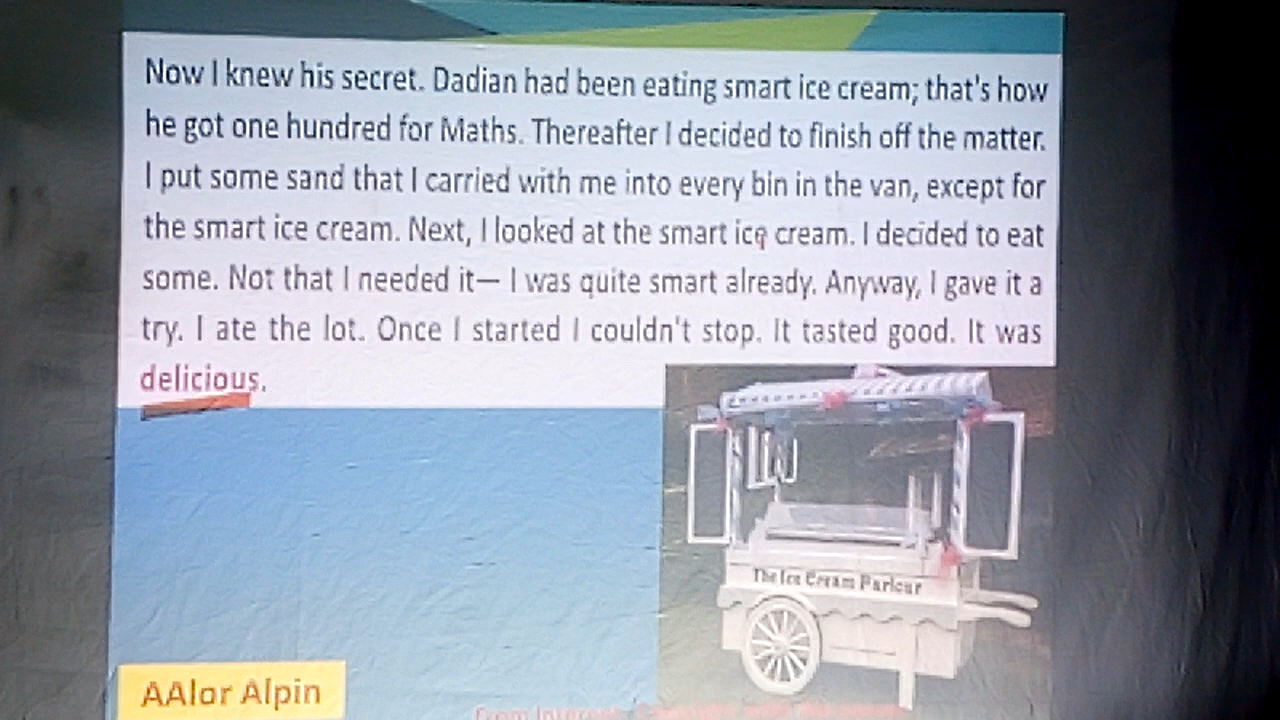 Now I knew his secret. Dadian had been eating smart ice cream; that's how
he got one hundred for Maths. Thereafter I decided to finish off the matter.
I put some sand that I carried with me into every bin in the van, except for
the smart ice cream. Next, I looked at the smart ice cream. I decided to eat
some. Not that I needed it— I was quite smart already. Anyway, I gave it a
try. I ate the lot. Once I started I couldn't stop. It tasted good. It was
delicious.
The Ice Cream Parlour
AAlor Alpin
From